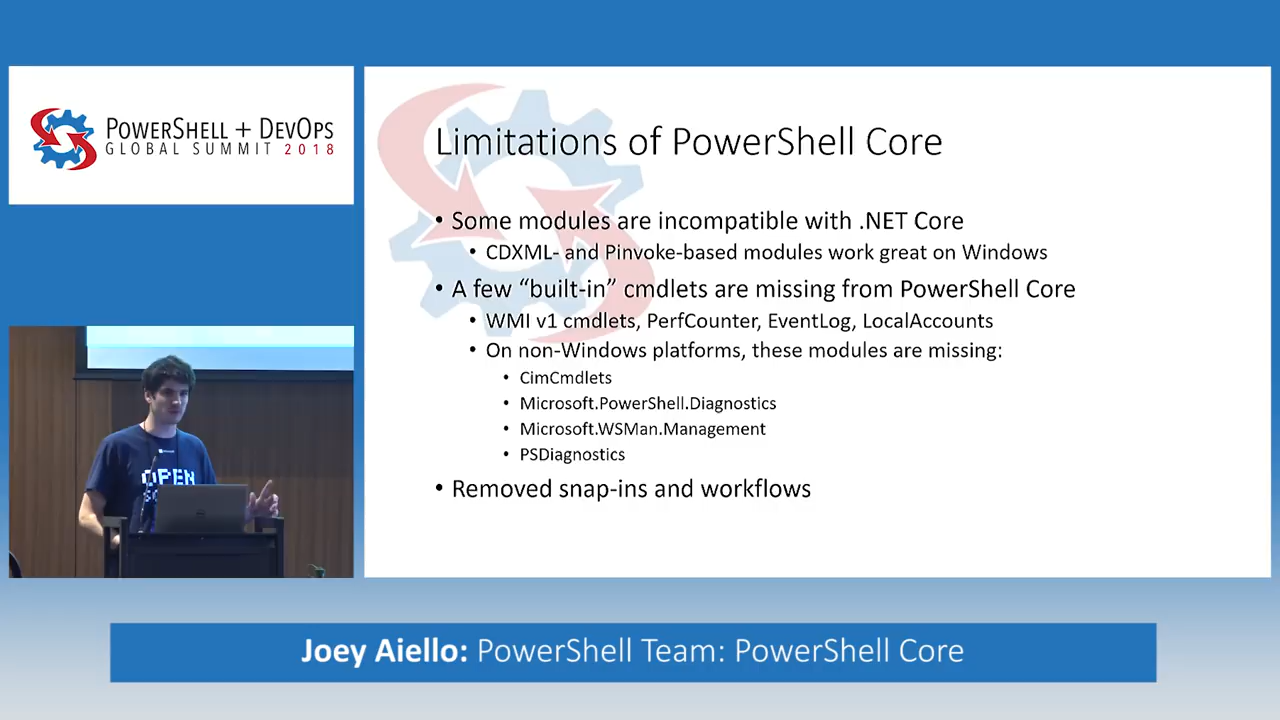 POWERSHELL + DEVOPS
GLOBAL SUMMIT 2018
Limitations of PowerShell Core
• Some modules are incompatible with .NET Core
• CDXML- and Pinvoke-based modules work great on Windows
• A few “built-in” cmdlets are missing from PowerShell Core
• WMI v1 cmdlets, PerfCounter, EventLog, LocalAccounts
• On non-Windows platforms, these modules are missing:
• CimCmdlets
• Microsoft.PowerShell.Diagnostics
• Microsoft.WSMan.Management
• PSDiagnostics
• Removed snap-ins and workflows
OPEN
Joey Aiello: PowerShell Team: PowerShell Core